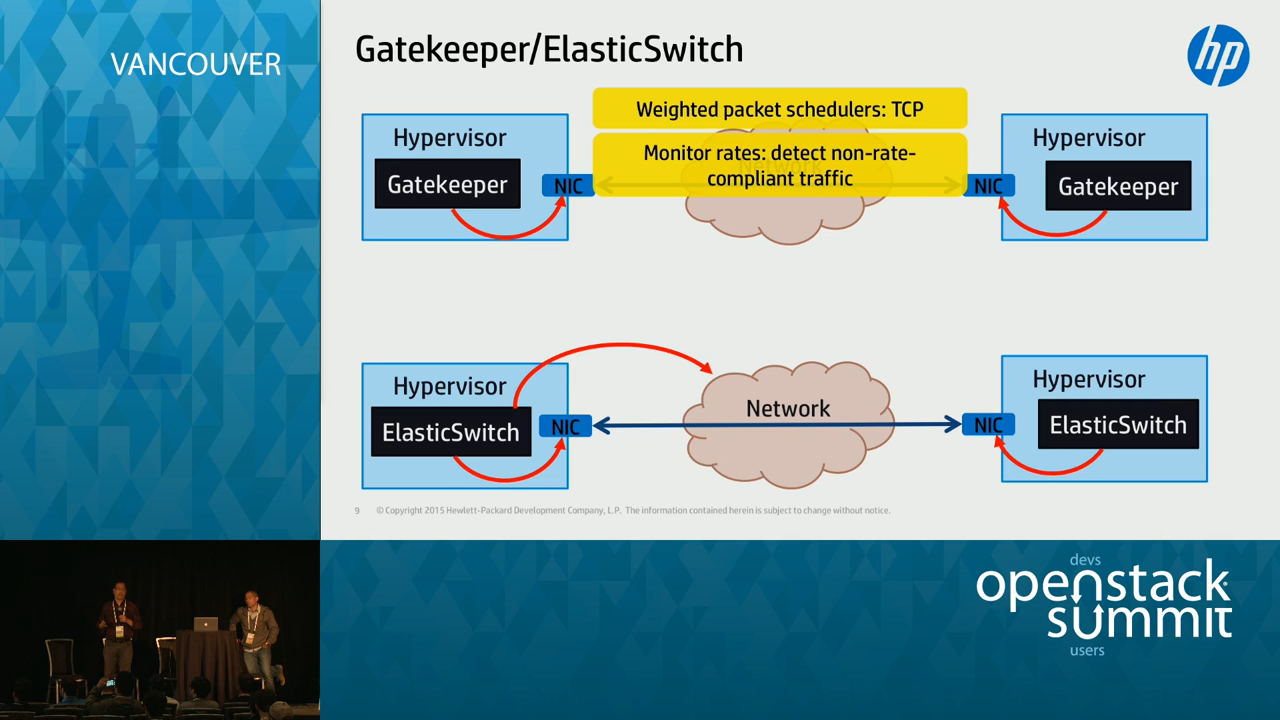 VANCOUVER
Gatekeeper/ElasticSwitch
hp
Weighted packet schedulers: TCP
Monitor rates: detect non-rate-
compliant traffic
Hypervisor
Gatekeeper
NIC
Network
NIC
Hypervisor
Gatekeeper
Hypervisor
ElasticSwitch
NIC
Network
NIC
Hypervisor
ElasticSwitch
9 © Copyright 2015 Hewlett-Packard Development Company, L.P. The information contained herein is subject to change without notice.
devs
openstack
summit
users